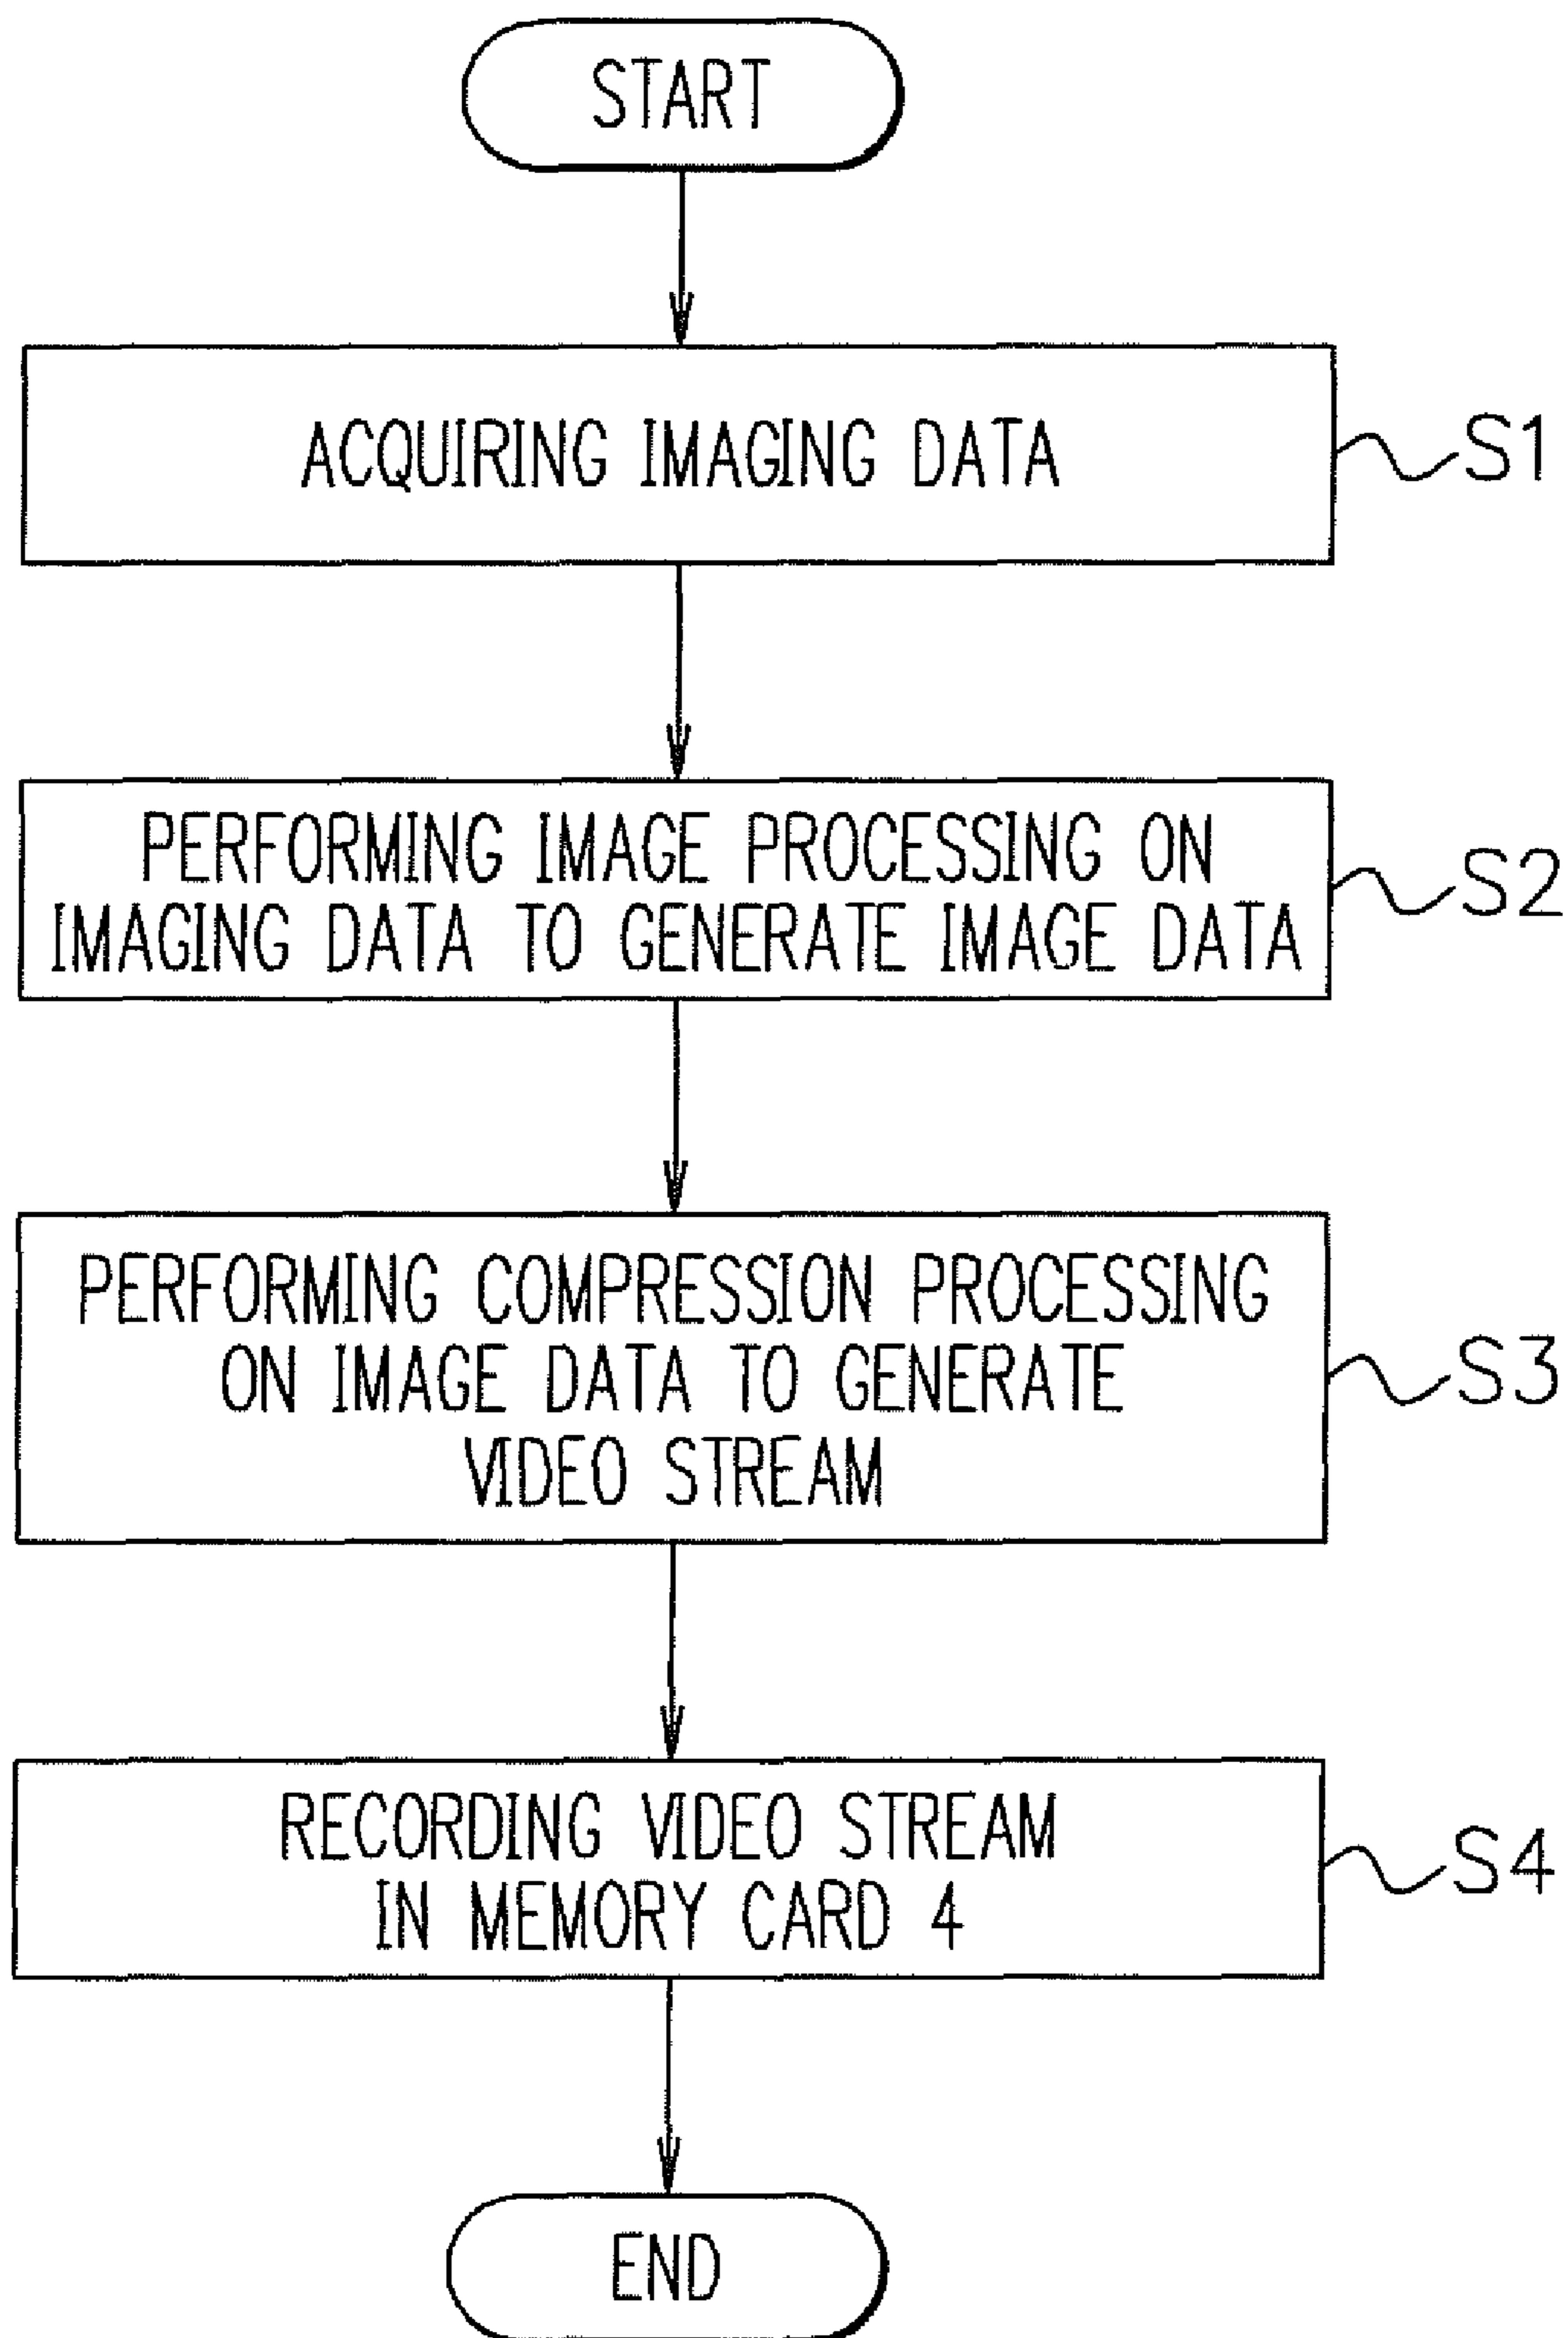 START
ACQUIRING IMAGING DATA
S1
PERFORMING IMAGE PROCESSING ON
IMAGING DATA TO GENERATE IMAGE DATA
S2
PERFORMING COMPRESSION PROCESSING
ON IMAGE DATA TO GENERATE
VIDEO STREAM
S3
RECORDING VIDEO STREAM
IN MEMORY CARD 4
S4
END